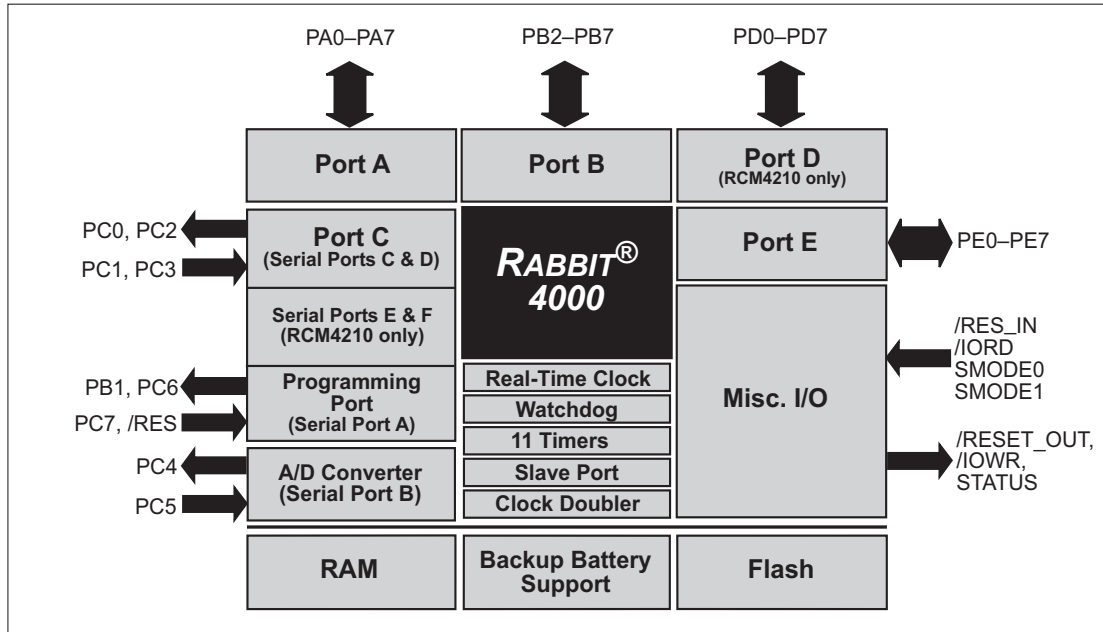 PA0–PA7
PB2–PB7
PD0–PD7
Port A
Port B
Port D
(RCM4210 only)
PC0, PC2
PC1, PC3
Port C
(Serial Ports C & D)
RABBIT®
4000
Port E
PE0–PE7
Serial Ports E & F
(RCM4210 only)
PB1, PC6
PC7, /RES
Programming
Port
(Serial Port A)
PC4
PC5
A/D Converter
(Serial Port B)
Real-Time Clock
Watchdog
11 Timers
Slave Port
Clock Doubler
Misc. I/O
/RES_IN
/IORD
SMODE0
SMODE1
/RESET_OUT,
/IOWR,
STATUS
RAM
Backup Battery
Support
Flash